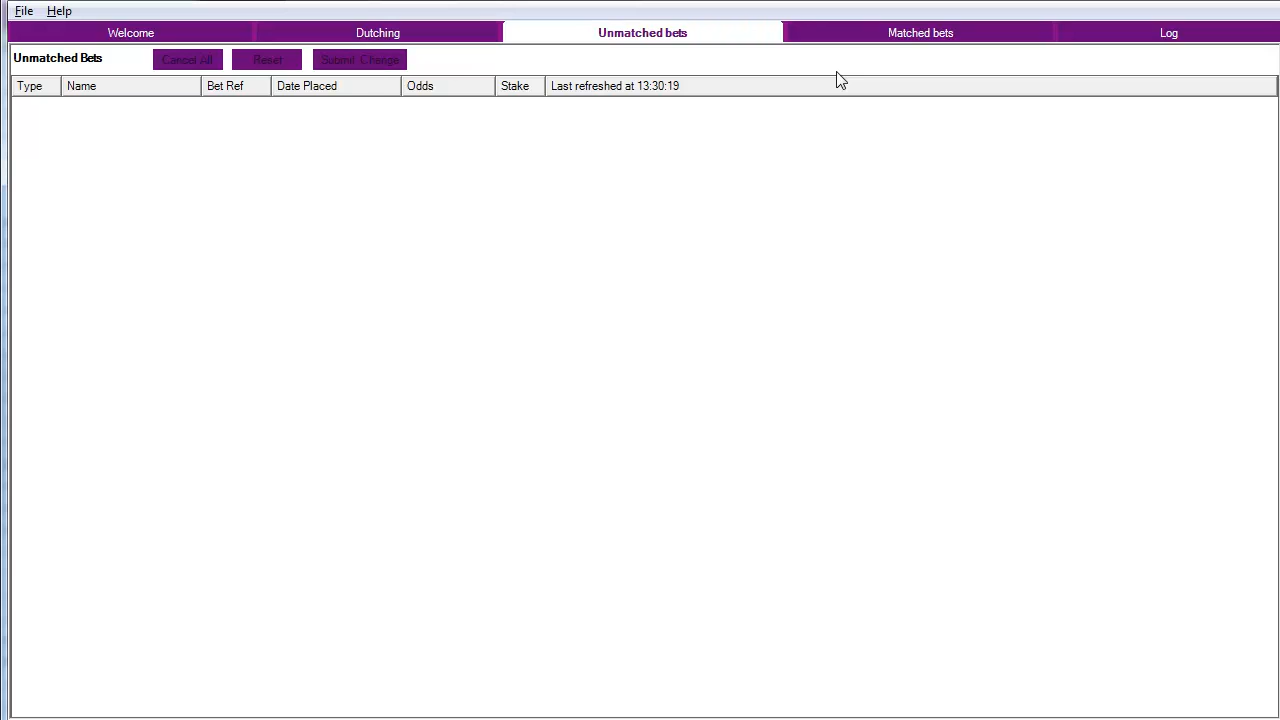 File Help
Welcome Dutching Unmatched bets Matched bets Log
Unmatched Bets Cancel All Reset Submit Change
Type Name Bet Ref Date Placed Odds Stake Last refreshed at 13:30:19